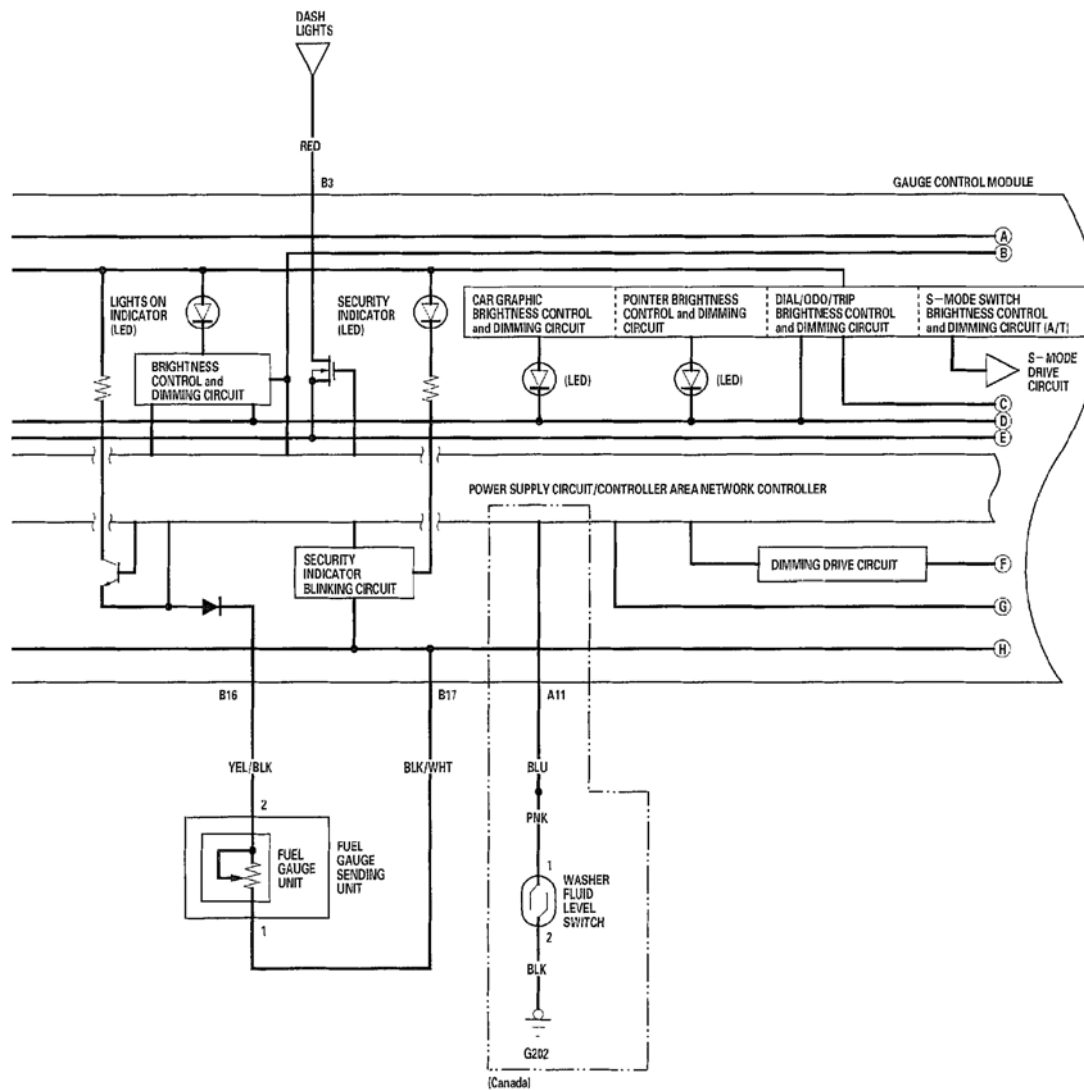 DASH
LIGHTS
RED
B3
GAUGE CONTROL MODULE
A
B
LIGHTS ON
INDICATOR
(LED)
SECURITY
INDICATOR
(LED)
CAR GRAPHIC
BRIGHTNESS CONTROL
and DIMMING CIRCUIT
POINTER BRIGHTNESS
CONTROL and DIMMING
CIRCUIT
DIAL/ODO/TRIP
BRIGHTNESS CONTROL
and DIMMING CIRCUIT
S-MODE SWITCH
BRIGHTNESS CONTROL
and DIMMING CIRCUIT (A/T)
BRIGHTNESS
CONTROL and
DIMMING CIRCUIT
(LED)
(LED)
S-MODE
DRIVE
CIRCUIT
C
D
E
POWER SUPPLY CIRCUIT/CONTROLLER AREA NETWORK CONTROLLER
SECURITY
INDICATOR
BLINKING CIRCUIT
DIMMING DRIVE CIRCUIT
F
G
H
B16
B17
A11
YEL/BLK
BLK/WHT
BLU
PNK
2
FUEL
GAUGE
UNIT
FUEL
GAUGE
SENDING
UNIT
1
1
WASHER
FLUID
LEVEL
SWITCH
2
BLK
G202
(Canada)